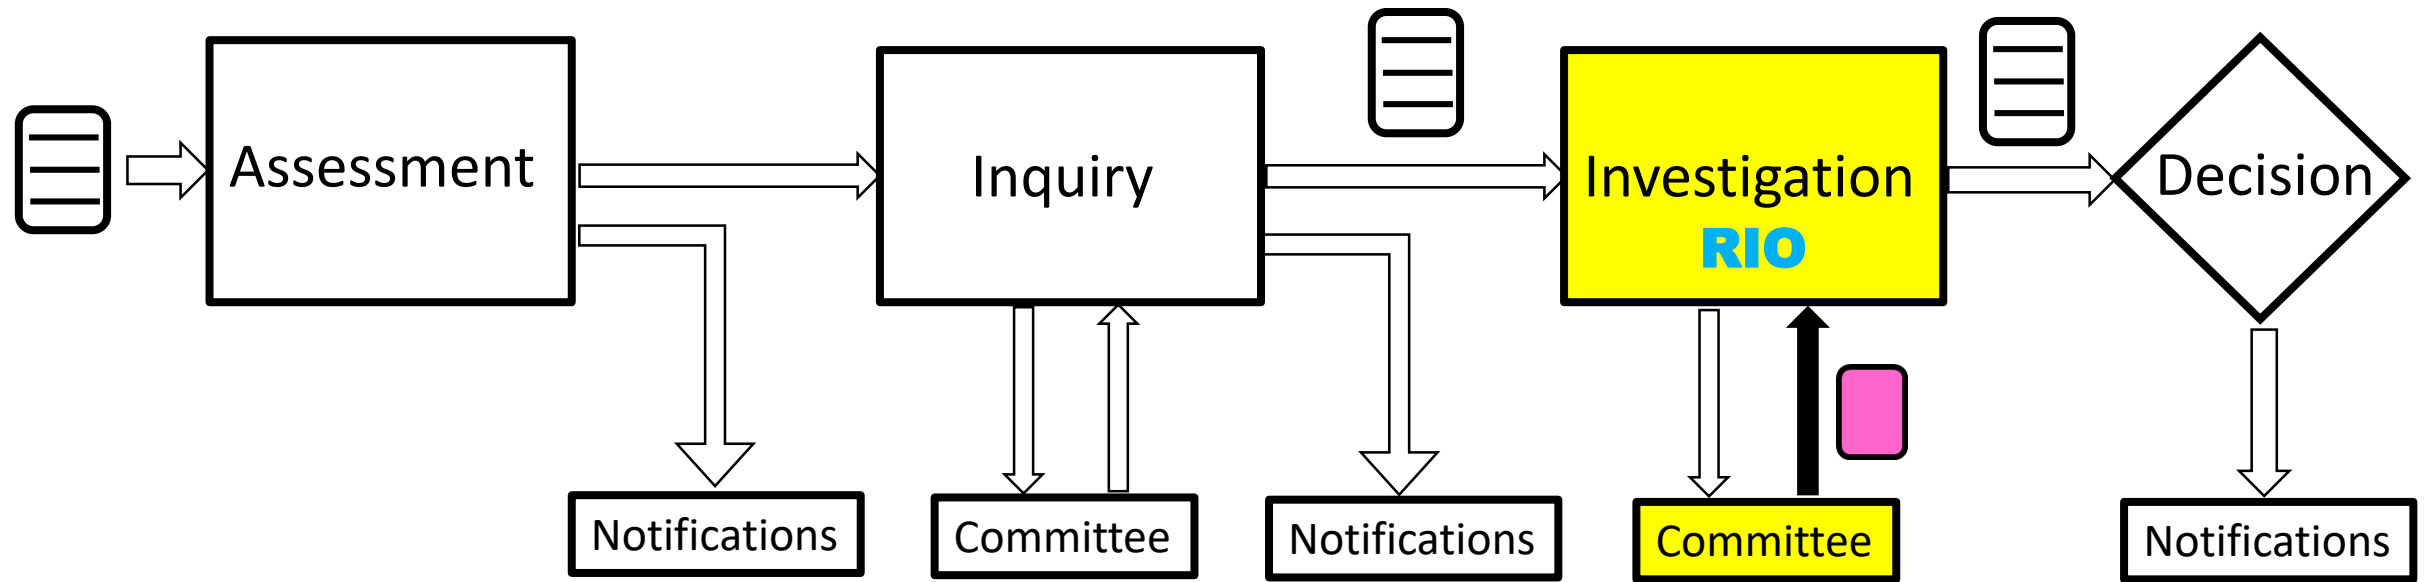 Assessment
Inquiry
Investigation
RIO
Decision
Notifications
Committee
Notifications
Committee
Notifications